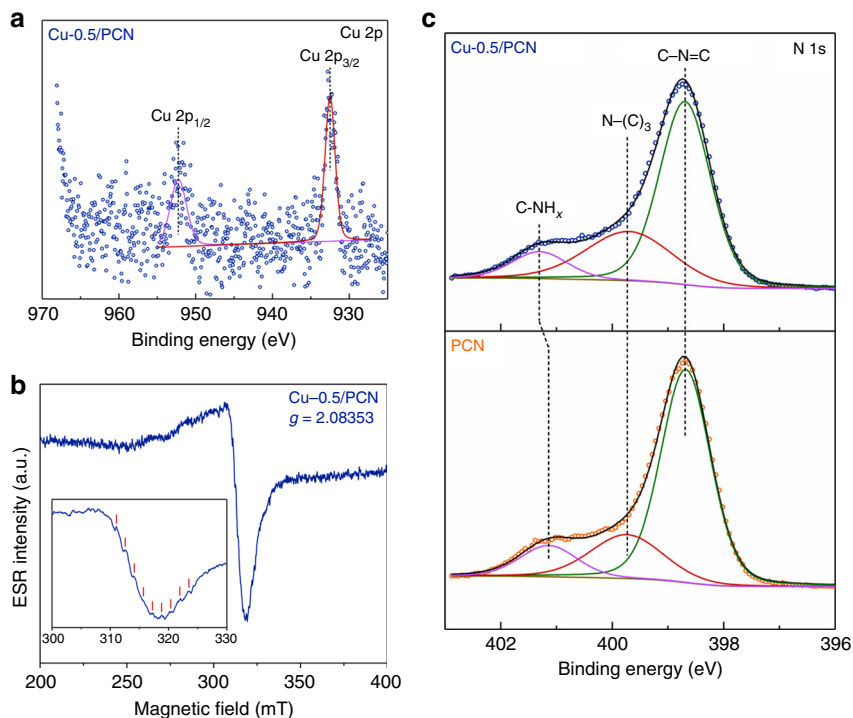 a
Cu-0.5/PCN
Cu 2p
Cu 2p3/2
Cu 2p1/2
970 960 950 940 930
Binding energy (eV)
b
Cu–0.5/PCN
g = 2.08353
ESR intensity (a.u.)
300 310 320 330
200 250 300 350 400
Magnetic field (mT)
c
Cu-0.5/PCN
C–N=C
N 1s
N–(C)3
C-NHx
PCN
402 400 398 396
Binding energy (eV)